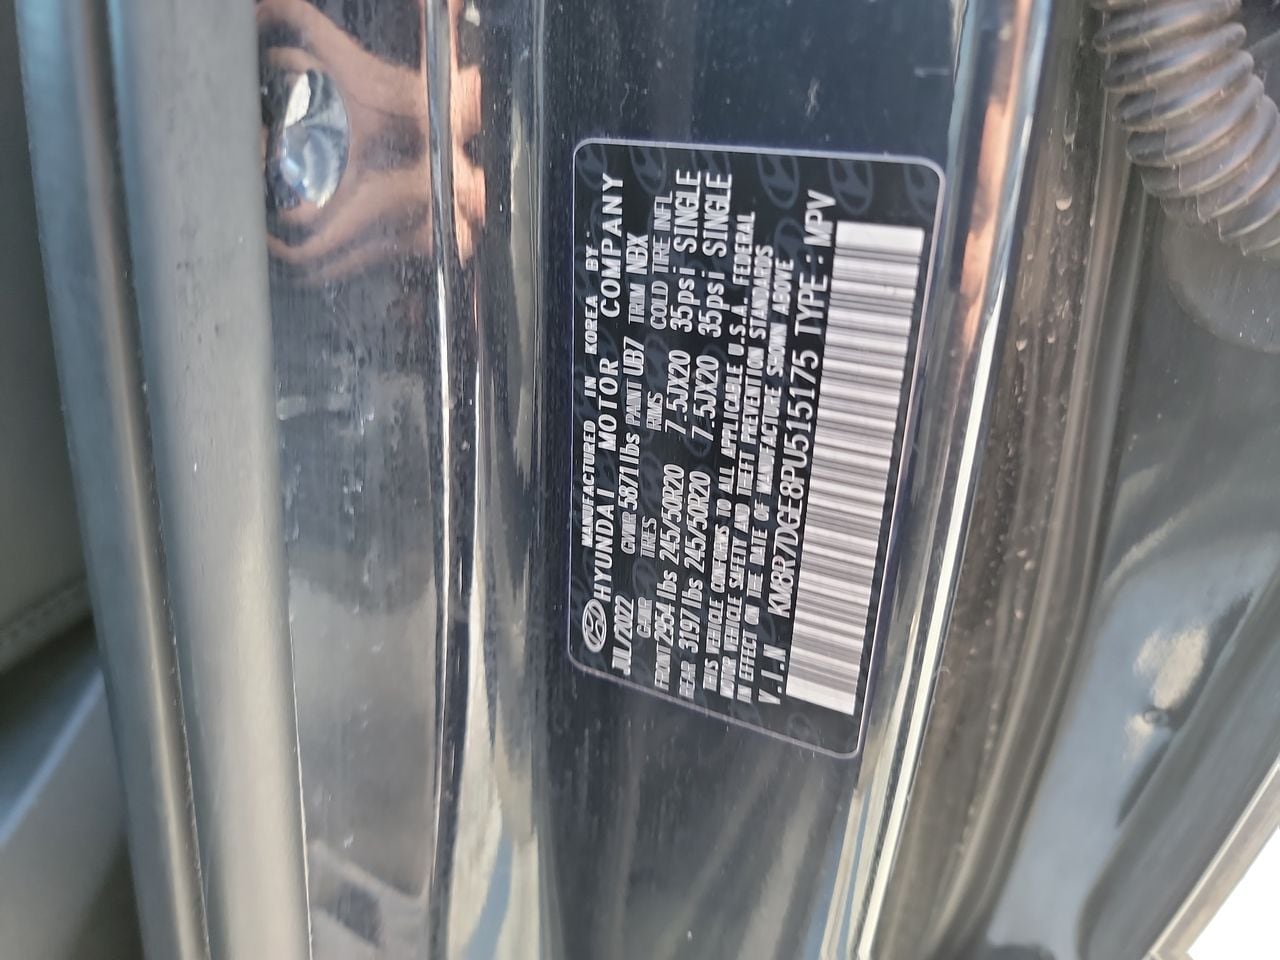 MANUFACTURED IN KOREA BY:
HYUNDAI MOTOR COMPANY
JUL/2022 GVWR 5871 lbs PAINT UB7 TRIM NBX
GAWR TIRES RIMS COLD TIRE INFL
FRONT 2954 lbs 245/50R20 7.5JX20 35psi SINGLE
REAR 3197 lbs 245/50R20 7.5JX20 35psi SINGLE
THIS VEHICLE CONFORMS TO ALL APPLICABLE U.S.A. FEDERAL
MOTOR VEHICLE SAFETY AND THEFT PREVENTION STANDARDS
IN EFFECT ON THE DATE OF MANUFACTURE SHOWN ABOVE
V.I.N KM8R7DGE8PU515175 TYPE : MPV